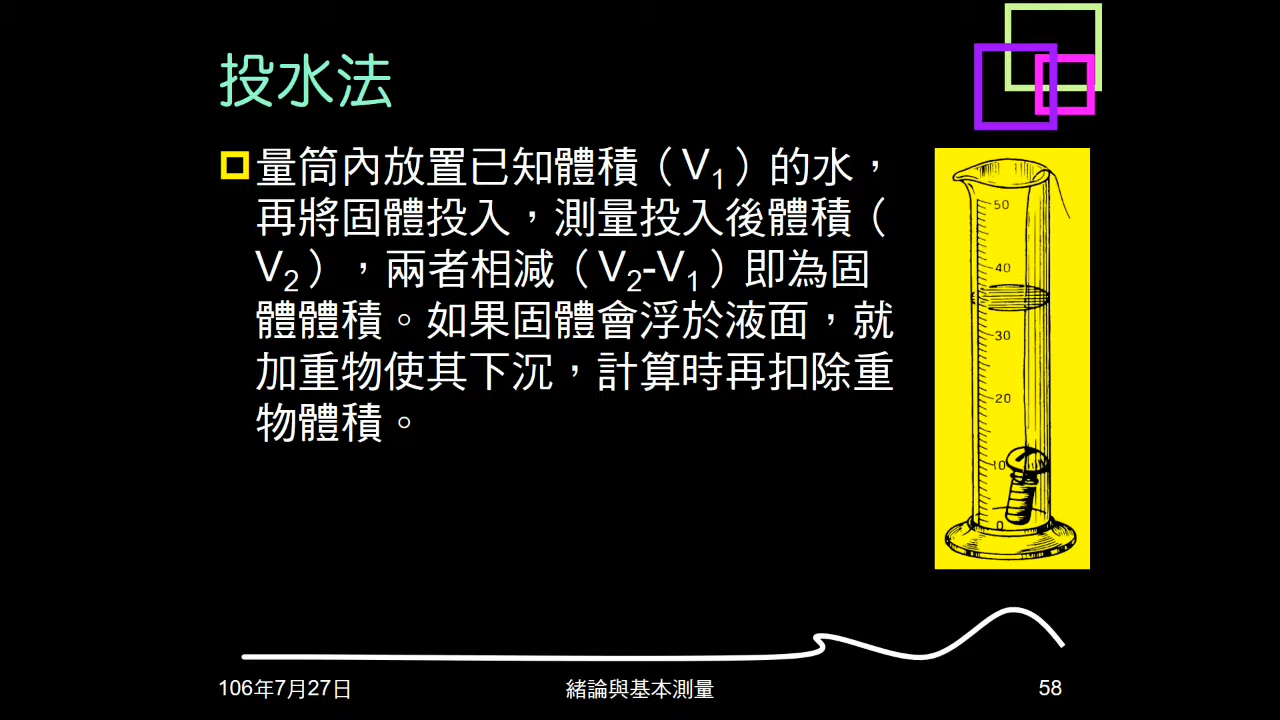 投水法
量筒內放置已知體積（V1）的水，
再將固體投入，測量投入後體積（
V2），兩者相減（V2-V1）即為固
體體積。如果固體會浮於液面，就
加重物使其下沉，計算時再扣除重
物體積。
50
40
30
20
10
0
106年7月27日
緒論與基本測量
58